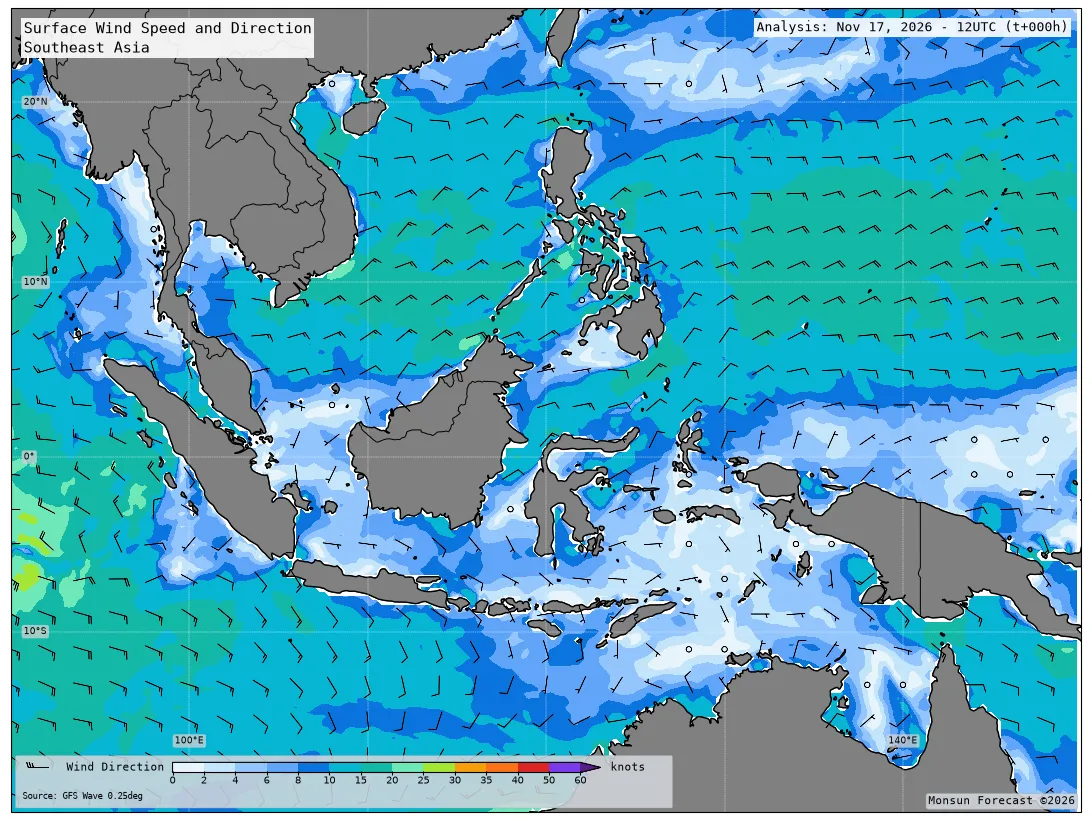 Surface Wind Speed and Direction
Southeast Asia
Analysis: Nov 17, 2026 - 12UTC (t+000h)
20°N
10°N
0°
10°S
100°E
140°E
Wind Direction
knots
0 2 4 6 8 10 15 20 25 30 35 40 50 60
Source: GFS Wave 0.25deg
Monsun Forecast ©2026